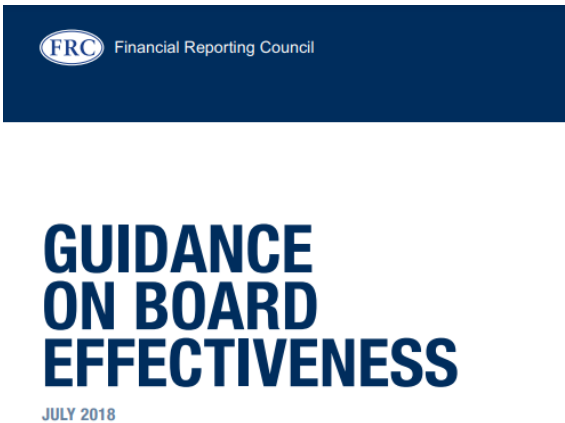 FRC Financial Reporting Council
GUIDANCE
ON BOARD
EFFECTIVENESS
JULY 2018